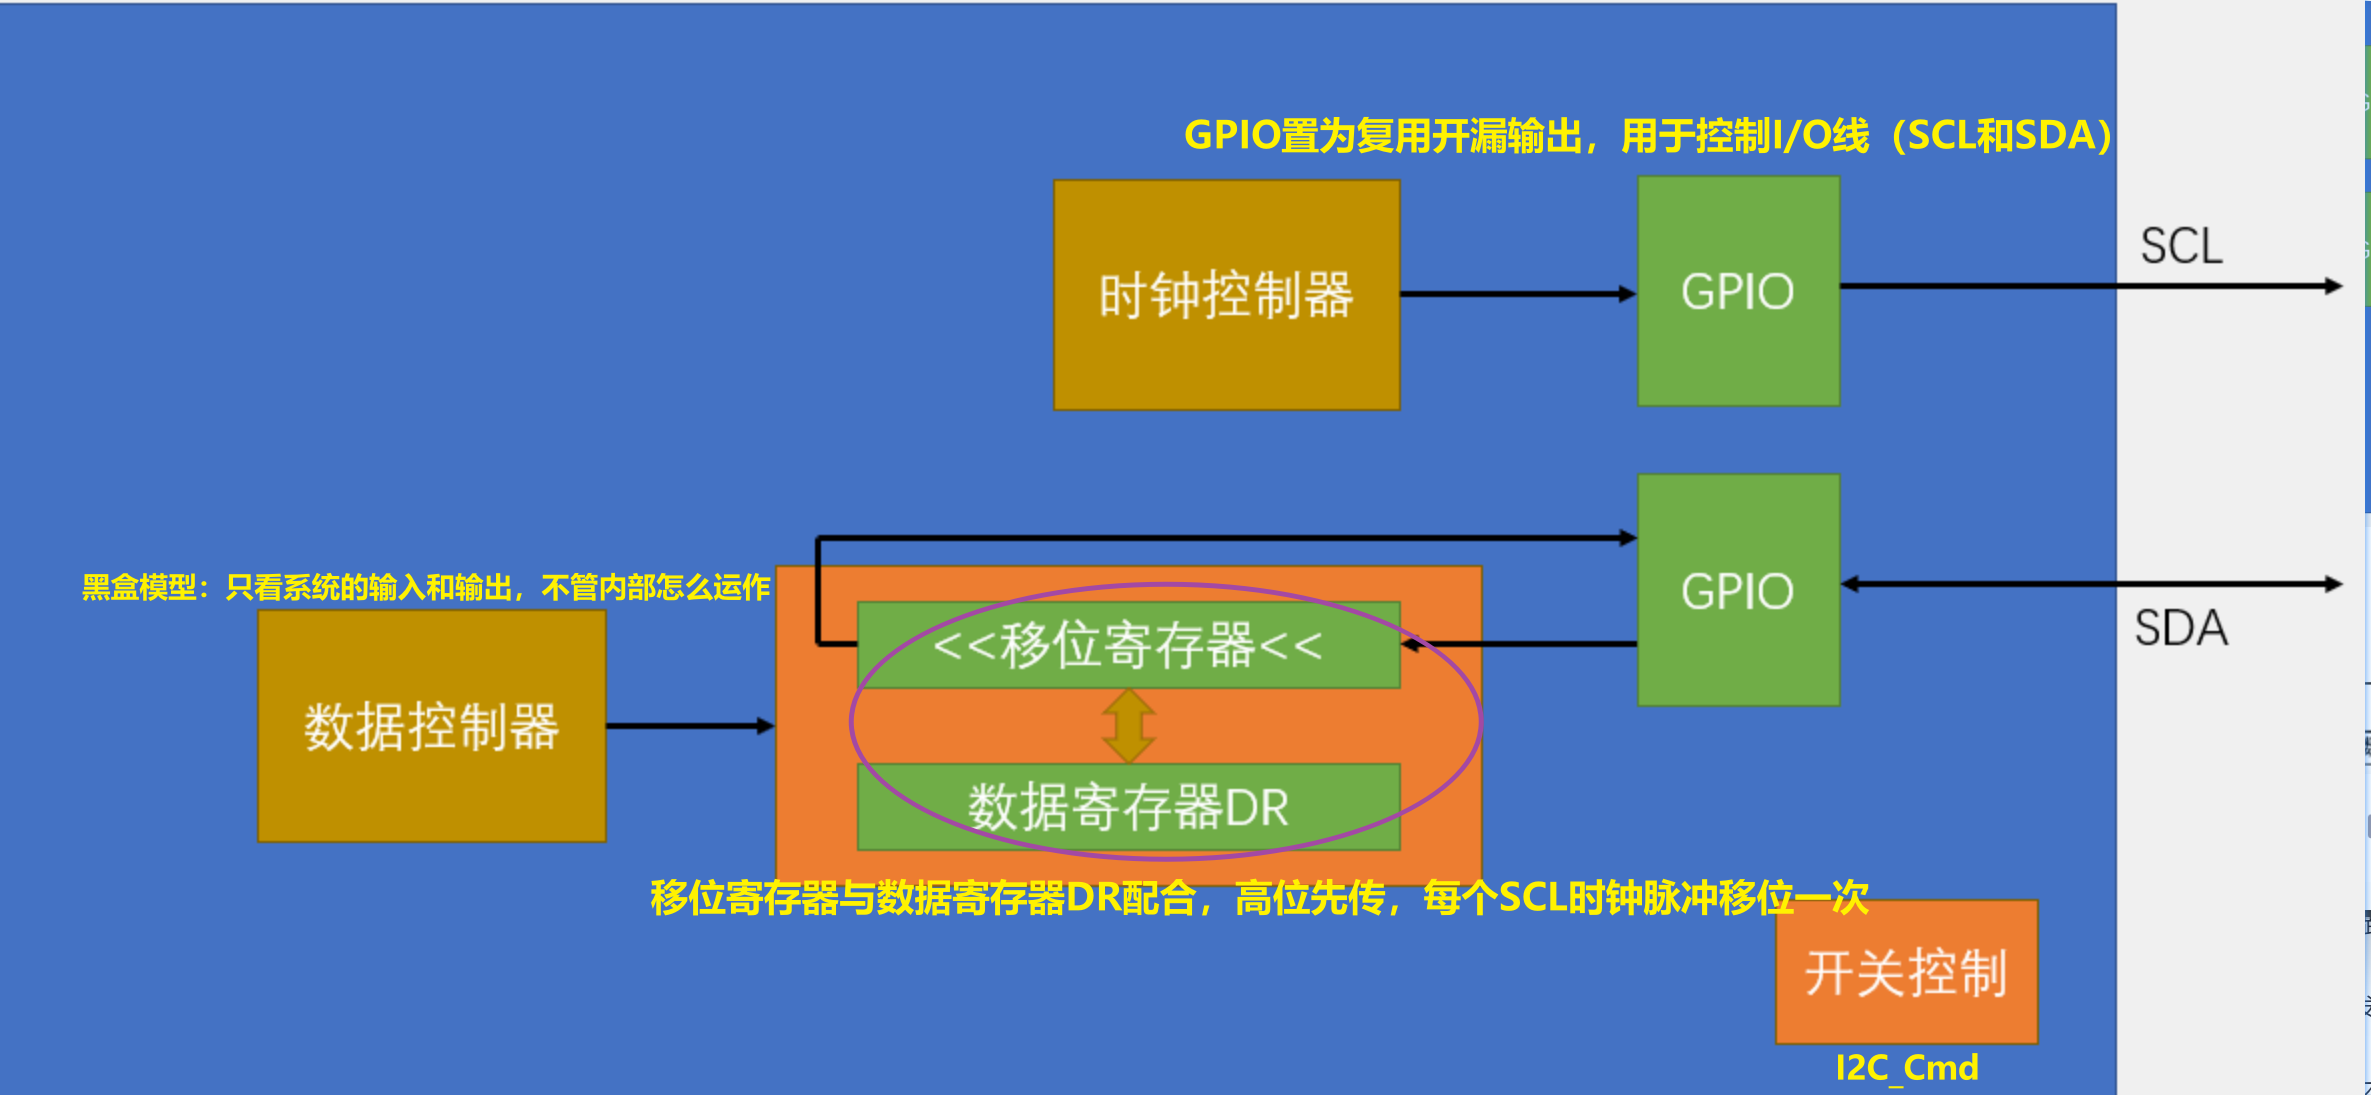 GPIO置为复用开漏输出，用于控制I/O线（SCL和SDA）
时钟控制器
GPIO
SCL
黑盒模型：只看系统的输入和输出，不管内部怎么运作
数据控制器
<<移位寄存器<<
数据寄存器DR
GPIO
SDA
移位寄存器与数据寄存器DR配合，高位先传，每个SCL时钟脉冲移位一次
开关控制
I2C_Cmd